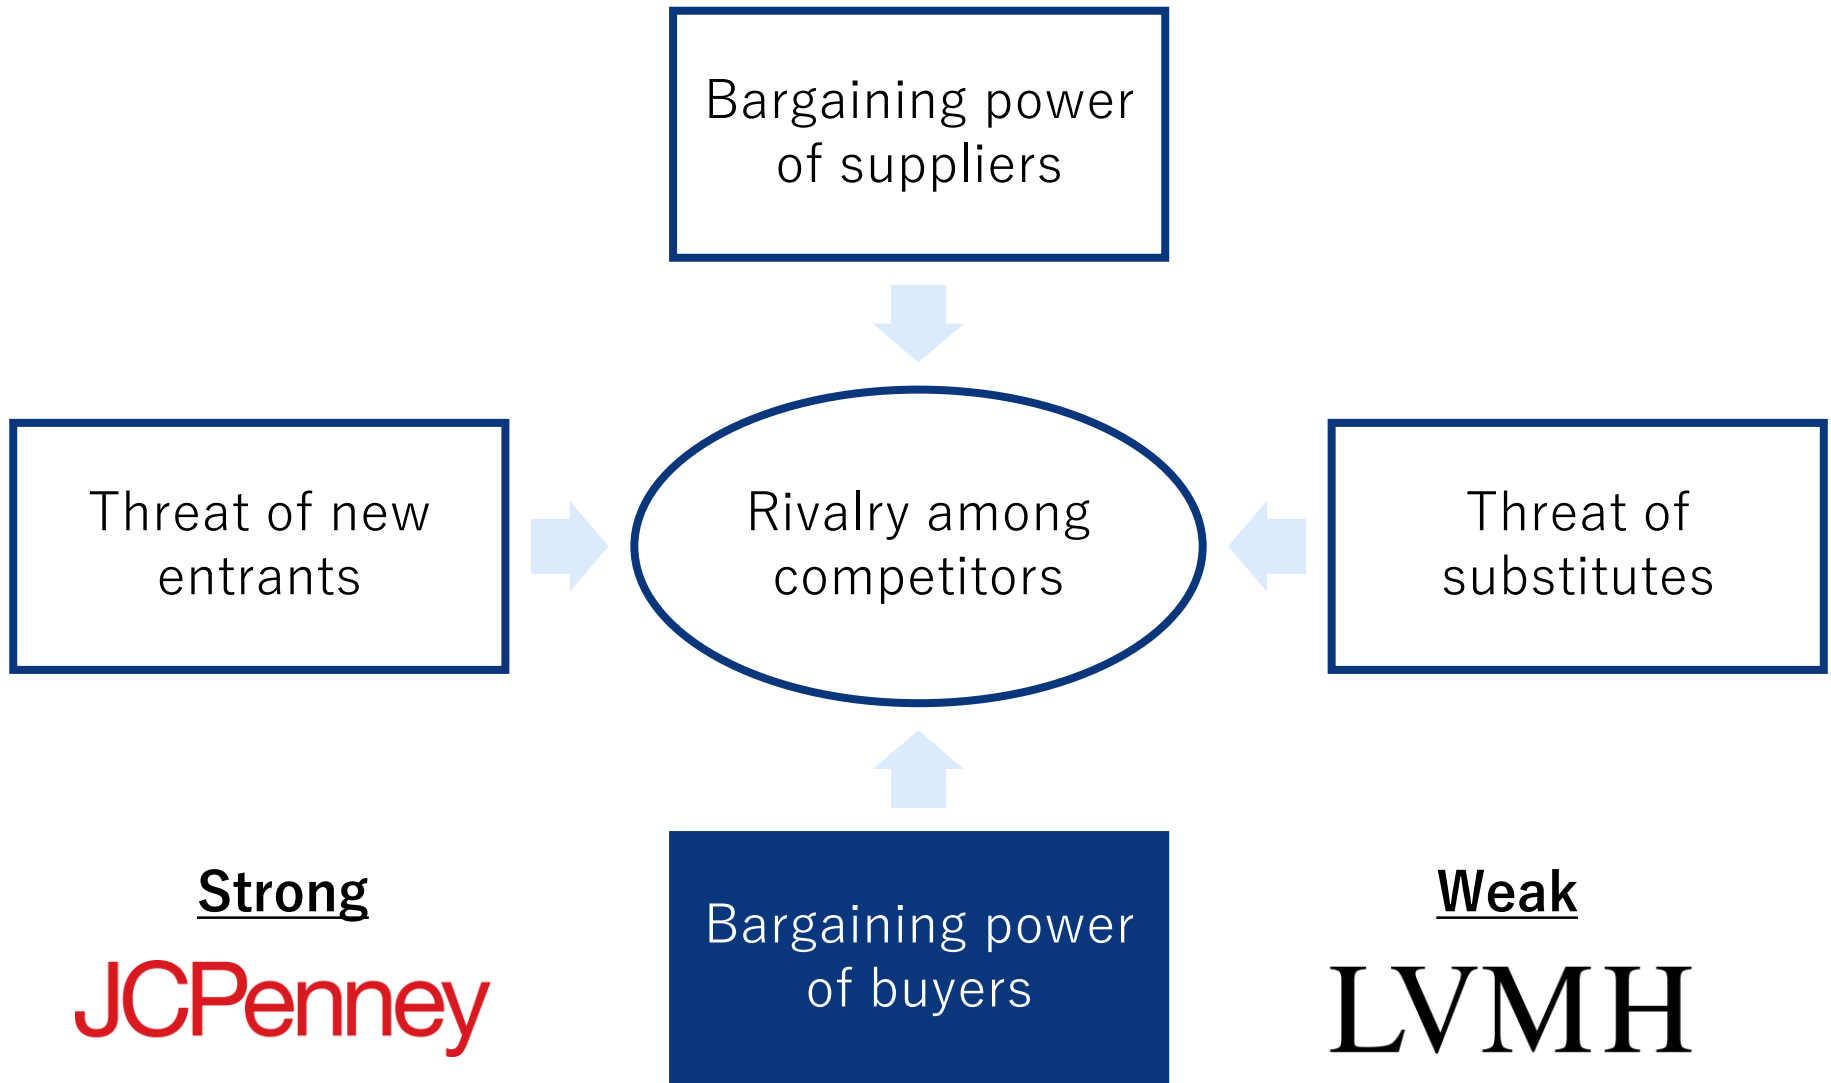 Bargaining power
of suppliers
Threat of new
entrants
Rivalry among
competitors
Threat of
substitutes
Strong
JCPenney
Bargaining power
of buyers
Weak
LVMH